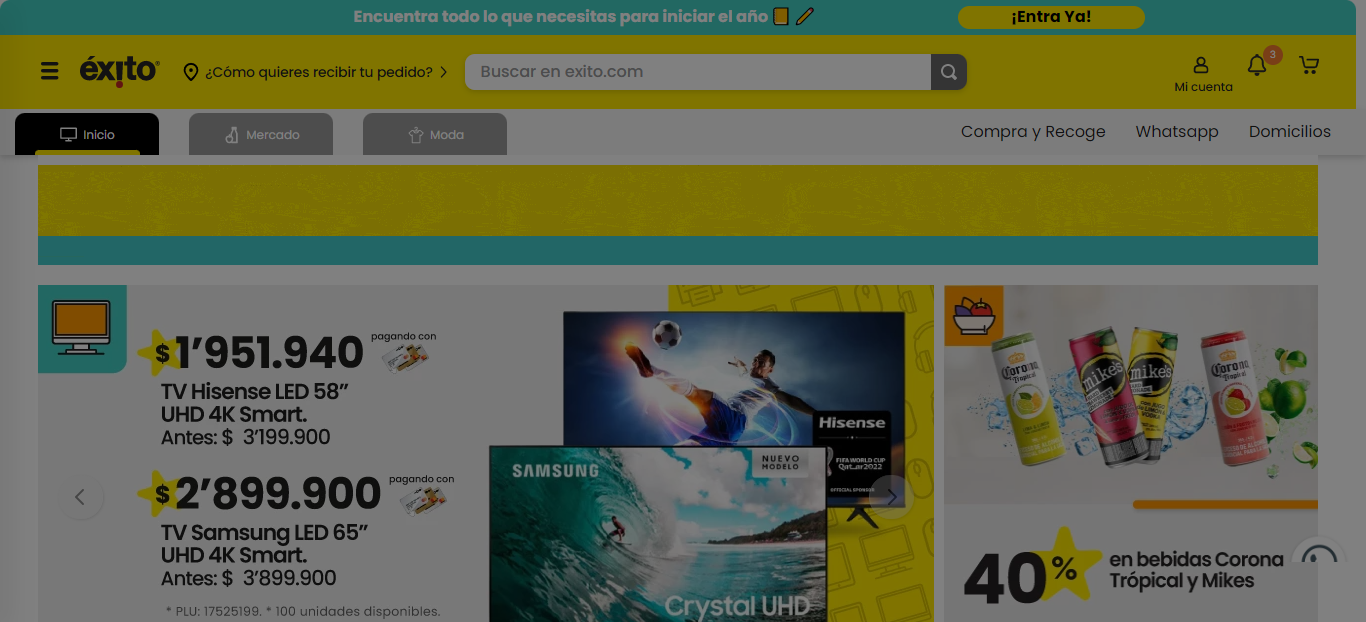 Encuentra todo lo que necesitas para iniciar el año
¡Entra Ya!
éxito
¿Cómo quieres recibir tu pedido?
Buscar en exito.com
Mi cuenta
3
Inicio
Mercado
Moda
Compra y Recoge
Whatsapp
Domicilios
$1’951.940
pagando con
TV Hisense LED 58”
UHD 4K Smart.
Antes: $ 3’199.900
$2’899.900
pagando con
TV Samsung LED 65”
UHD 4K Smart.
Antes: $ 3’899.900
* PLU: 17525199. * 100 unidades disponibles.
Hisense
FIFA WORLD CUP
Qatar2022
OFFICIAL SPONSOR
SAMSUNG
NUEVO
MODELO
Crystal UHD
Corona
Tropical
mike's
mike's
Corona
Tropical
40%
en bebidas Corona
Trópical y Mikes